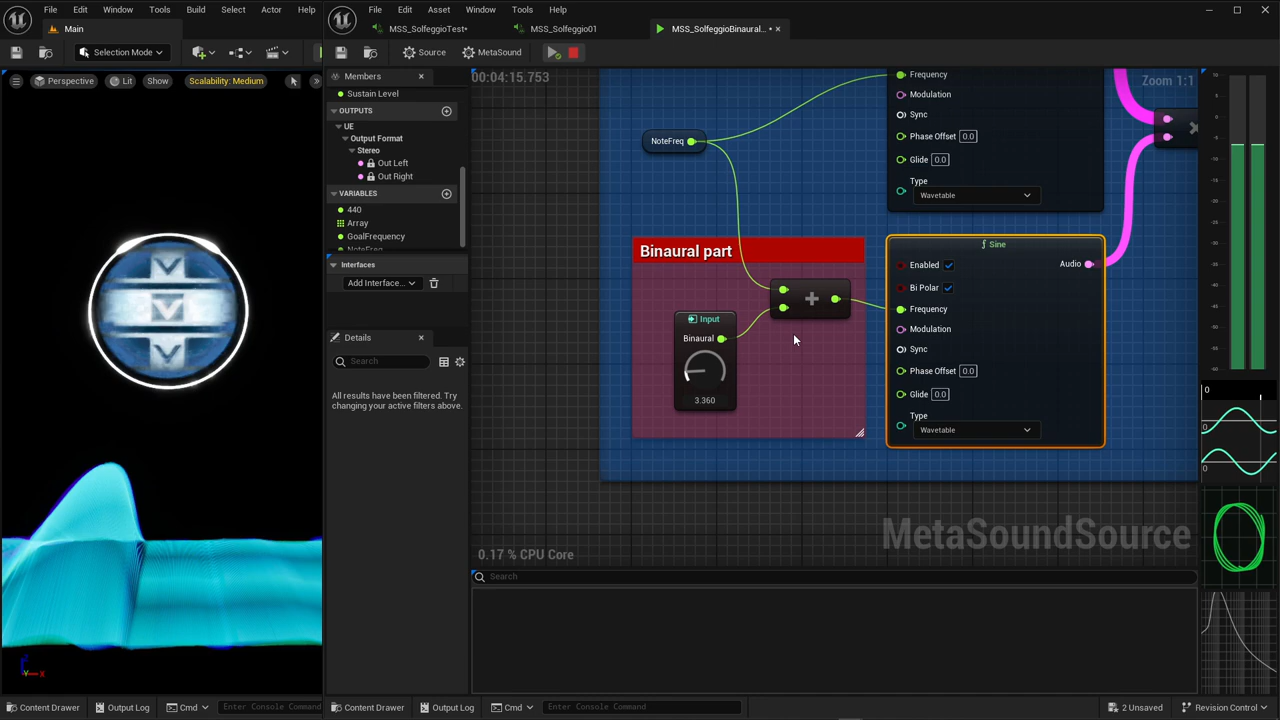 File Edit Window Tools Build Select Actor Help
Main
Selection Mode
Perspective Lit Show Scalability: Medium
Content Drawer Output Log Cmd Enter Console Command
File Edit Asset Window Tools Help
MSS_SolfeggioTest• MSS_Solfeggio01 MSS_SolfeggioBinaural... •
Source MetaSound
Members
Sustain Level
OUTPUTS
UE
Output Format
Stereo
Out Left
Out Right
VARIABLES
440
Array
GoalFrequency
NoteFreq
Interfaces
Add Interface...
Details
Search
All results have been filtered. Try
changing your active filters above.
00:04:15.753
Zoom 1:1
NoteFreq
Frequency
Modulation
Sync
Phase Offset 0.0
Glide 0.0
Type
Wavetable
Binaural part
Input
Binaural
3.360
Sine
Enabled
Audio
Bi Polar
Frequency
Modulation
Sync
Phase Offset 0.0
Glide 0.0
Type
Wavetable
MetaSoundSource
0.17 % CPU Core
Search
0
0
0
Content Drawer Output Log Cmd Enter Console Command
2 Unsaved Revision Control